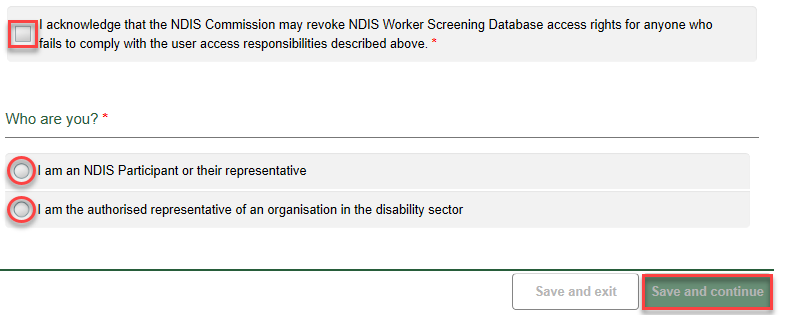 I acknowledge that the NDIS Commission may revoke NDIS Worker Screening Database access rights for anyone who
fails to comply with the user access responsibilities described above. *
Who are you? *
I am an NDIS Participant or their representative
I am the authorised representative of an organisation in the disability sector
Save and exit
Save and continue